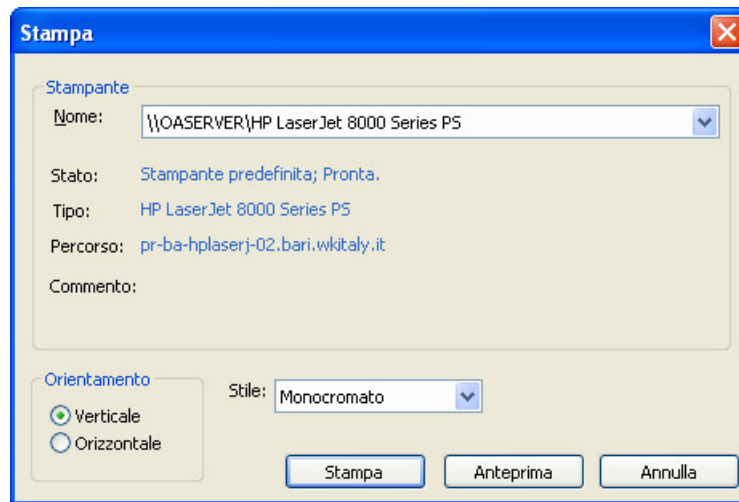 Stampa
Stampante
Nome: \\OASERVER\HP LaserJet 8000 Series PS
Stato: Stampante predefinita; Pronta.
Tipo: HP LaserJet 8000 Series PS
Percorso: pr-ba-hplaserj-02.bari.wkitaly.it
Commento:
Orientamento
Verticale
Orizzontale
Stile: Monocromato
Stampa Anteprima Annulla